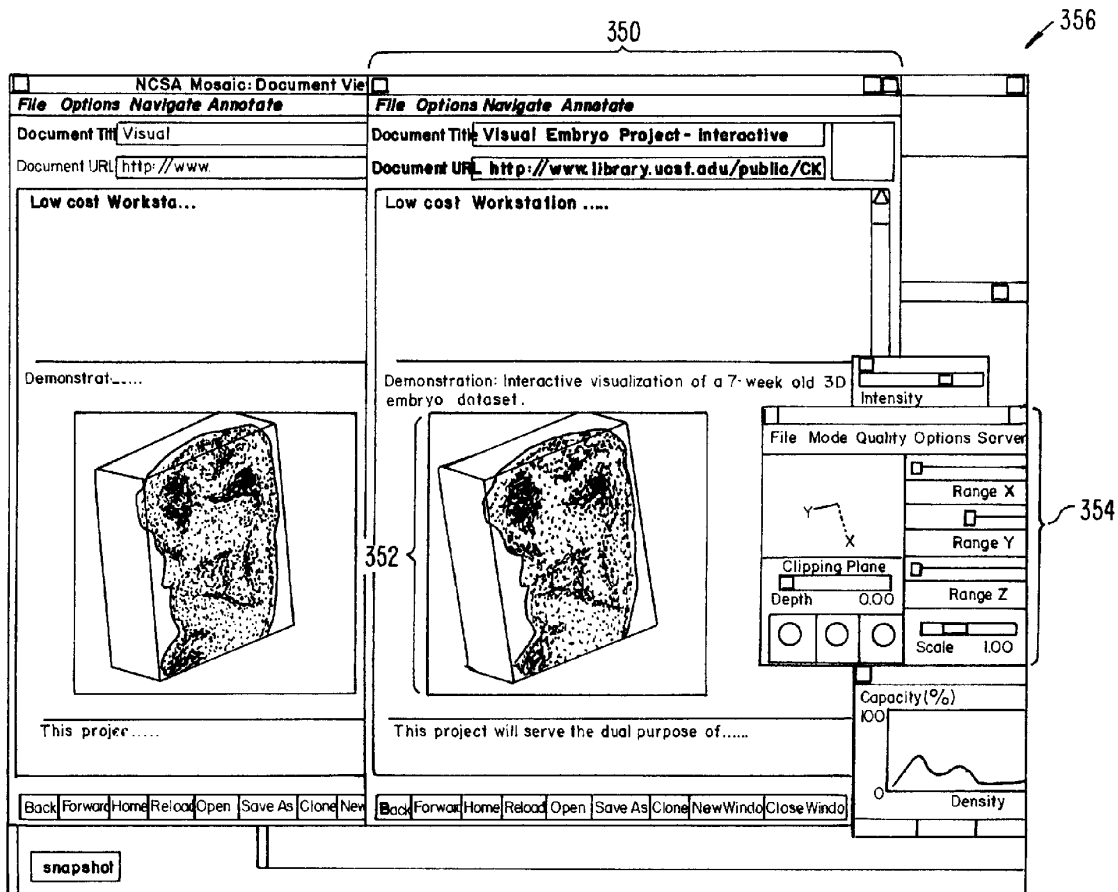 350
356
NCSA Mosaic: Document Vie
File Options Navigate Annotate
Document Titl Visual
Document URL http://www.
Low cost Worksta...
Demonstrat.....
This projec.....
Back Forward Home Reload Open Save As Clone New
File Options Navigate Annotate
Document Title Visual Embryo Project - Interactive
Document URL http://www.library.ucsf.edu/public/CK
Low cost Workstation .....
Demonstration: Interactive visualization of a 7-week old 3D
embryo dataset.
352
This project will serve the dual purpose of......
Back Forward Home Reload Open Save As Clone New Windo Close Windo
Intensity
File Mode Quality Options Server
Range X
Y
X
Range Y
Clipping Plane
Depth 0.00
Range Z
Scale 1.00
354
Capacity (%)
100
0
Density
snapshot